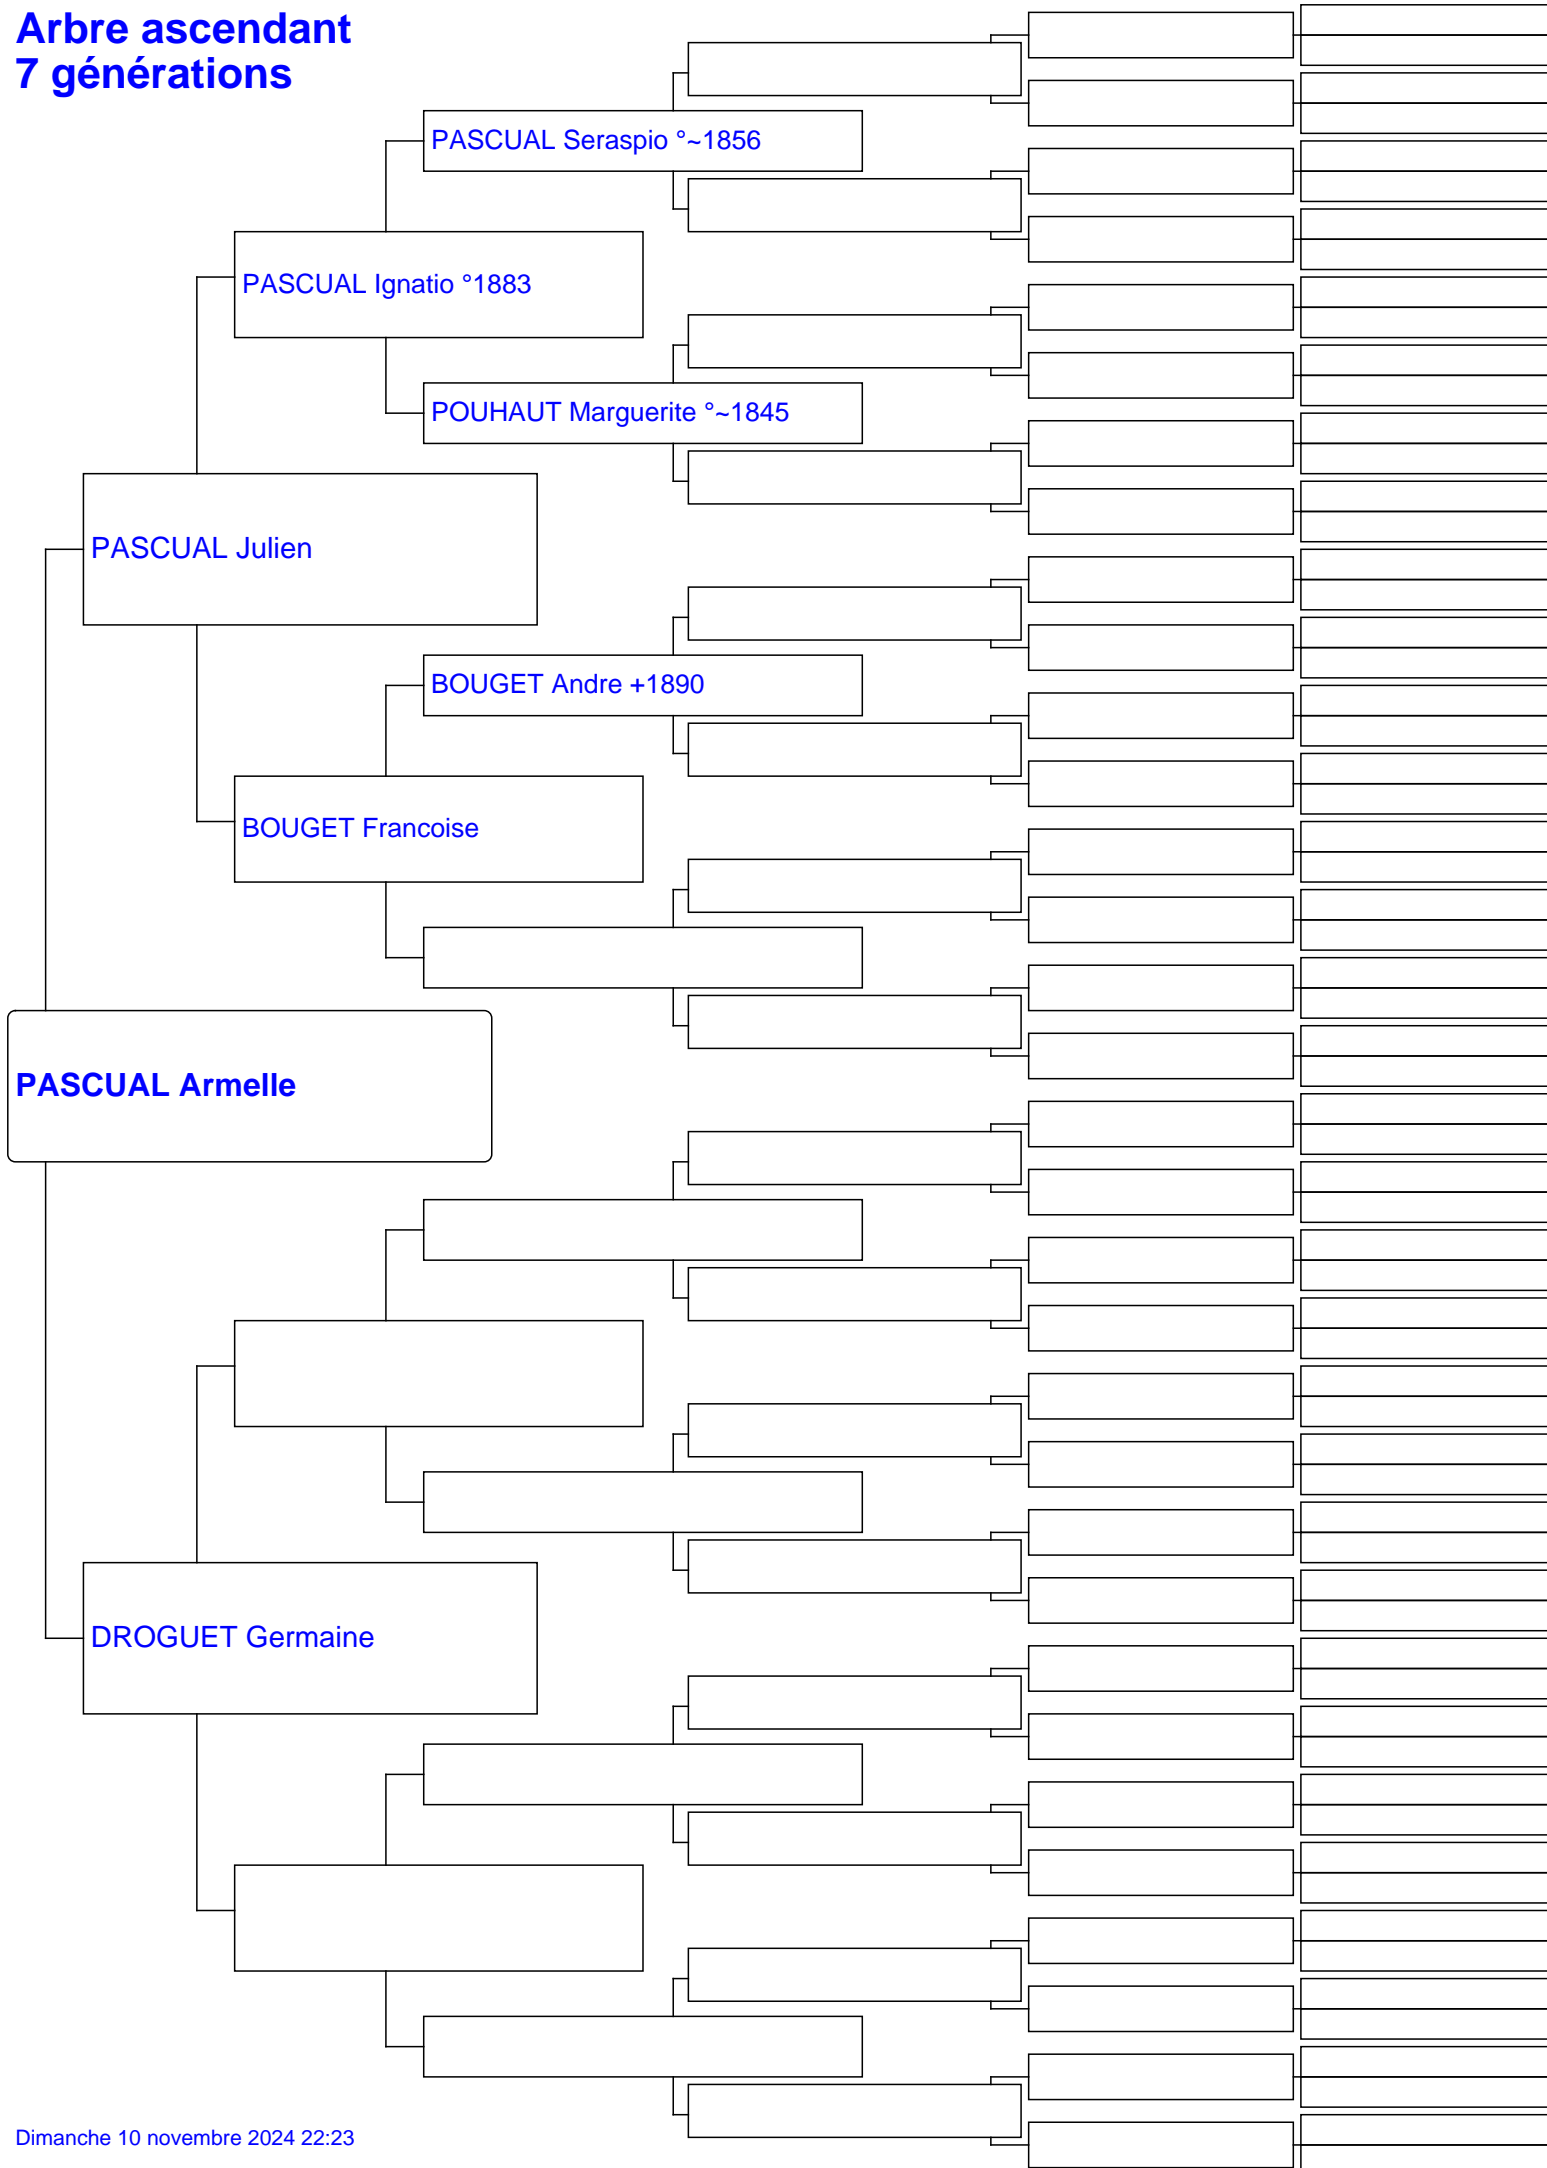 Arbre ascendant
7 générations
PASCUAL Seraspio °~1856
PASCUAL Ignatio °1883
POUHAUT Marguerite °~1845
PASCUAL Julien
BOUGET Andre +1890
BOUGET Francoise
PASCUAL Armelle
DROGUET Germaine
Dimanche 10 novembre 2024 22:23